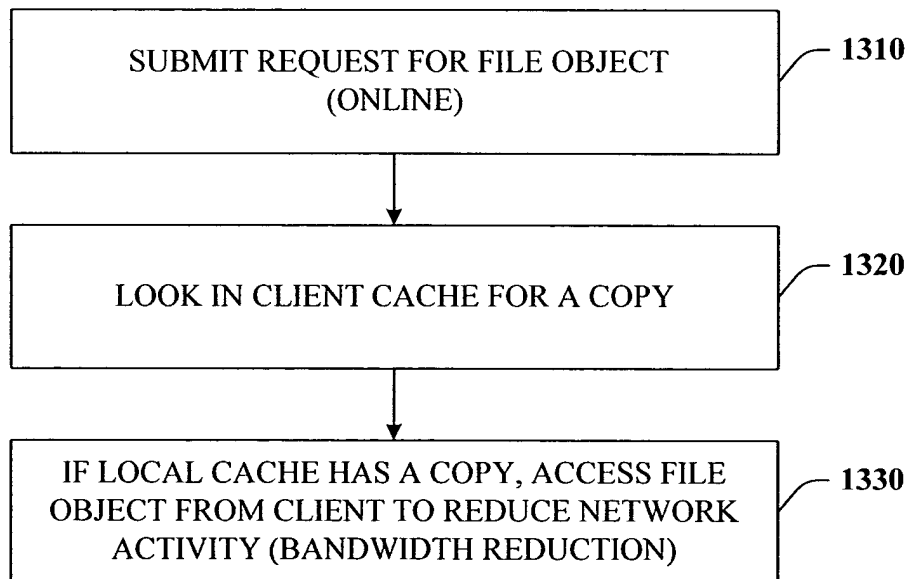 SUBMIT REQUEST FOR FILE OBJECT
(ONLINE)
1310
LOOK IN CLIENT CACHE FOR A COPY
1320
IF LOCAL CACHE HAS A COPY, ACCESS FILE
OBJECT FROM CLIENT TO REDUCE NETWORK
ACTIVITY (BANDWIDTH REDUCTION)
1330